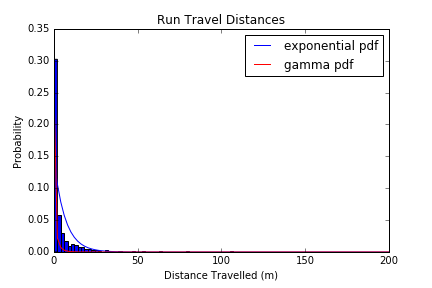 Run Travel Distances
exponential pdf
gamma pdf
0.35
0.30
0.25
0.20
0.15
0.10
0.05
0.00
Probability
0 50 100 150 200
Distance Travelled (m)